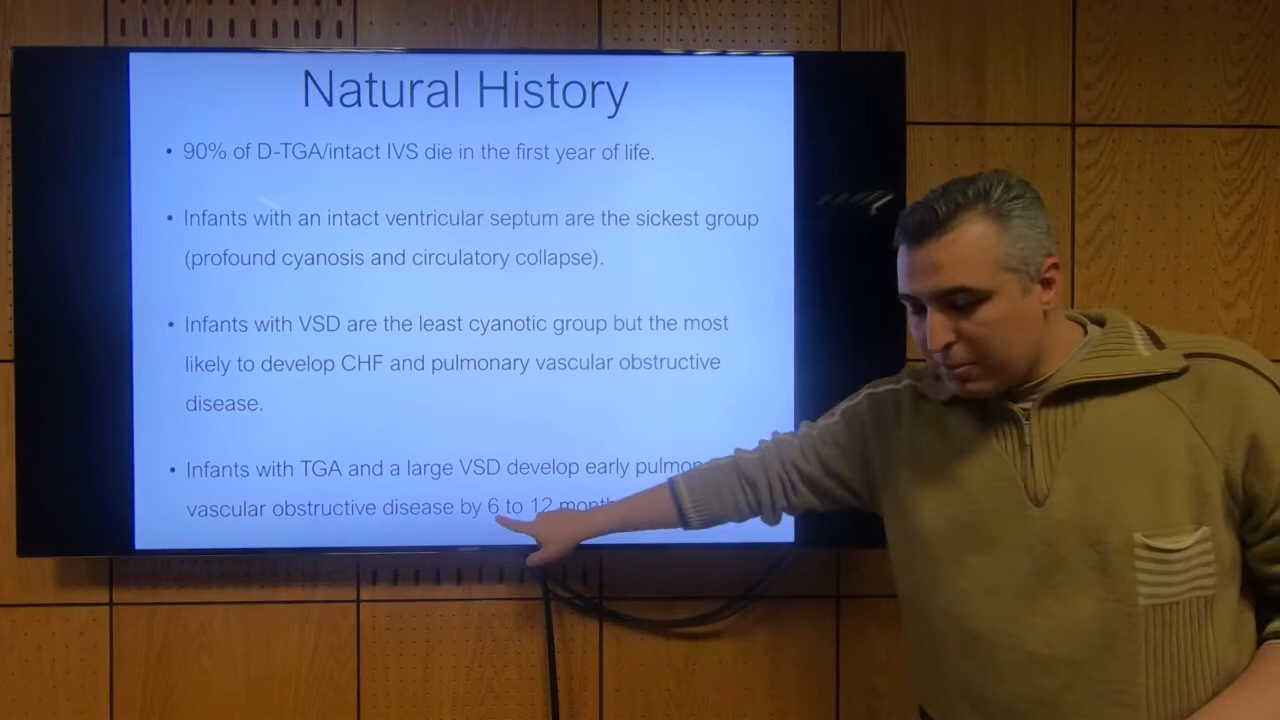 Natural History
• 90% of D-TGA/intact IVS die in the first year of life.
• Infants with an intact ventricular septum are the sickest group
(profound cyanosis and circulatory collapse).
• Infants with VSD are the least cyanotic group but the most
likely to develop CHF and pulmonary vascular obstructive
disease.
• Infants with TGA and a large VSD develop early
vascular obstructive disease by 6 to 12